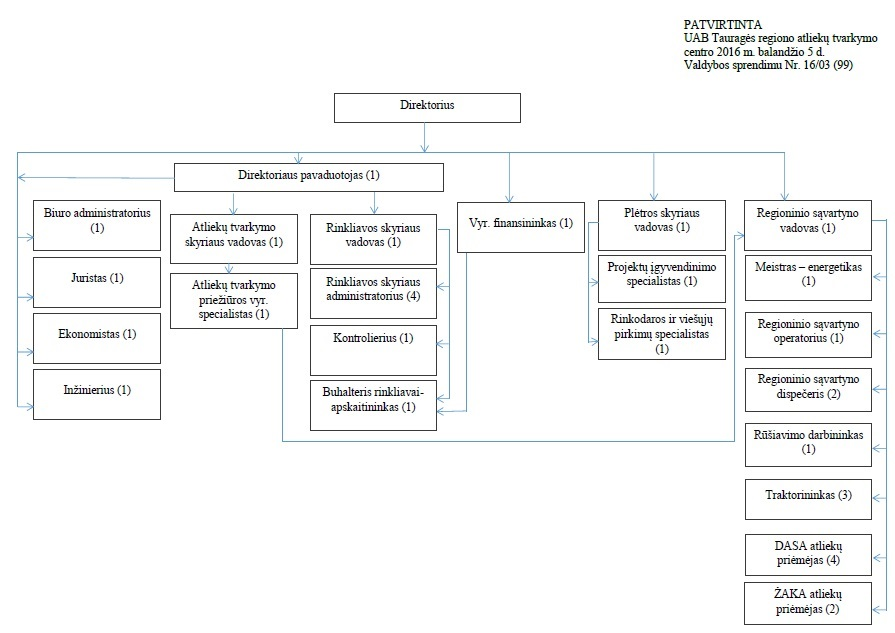 PATVIRTINTA
UAB Tauragės regiono atliekų tvarkymo
centro 2016 m. balandžio 5 d.
Valdybos sprendimu Nr. 16/03 (99)
Direktorius
Direktoriaus pavaduotojas (1)
Biuro administratorius
(1)
Juristas (1)
Ekonomistas (1)
Inžinierius (1)
Atliekų tvarkymo
skyriaus vadovas (1)
Atliekų tvarkymo
priežiūros vyr.
specialistas (1)
Rinkliavos skyriaus
vadovas (1)
Rinkliavos skyriaus
administratorius (4)
Kontrolierius (1)
Buhalteris rinkliavai-
apskaitininkas (1)
Vyr. finansininkas (1)
Plėtros skyriaus
vadovas (1)
Projektų įgyvendinimo
specialistas (1)
Rinkodaros ir viešųjų
pirkimų specialistas
(1)
Regioninio sąvartyno
vadovas (1)
Meistras – energetikas
(1)
Regioninio sąvartyno
operatorius (1)
Regioninio sąvartyno
dispečeris (2)
Rūšiavimo darbininkas
(1)
Traktorininkas (3)
DASA atliekų
priėmėjas (4)
ŽAKA atliekų
priėmėjas (2)